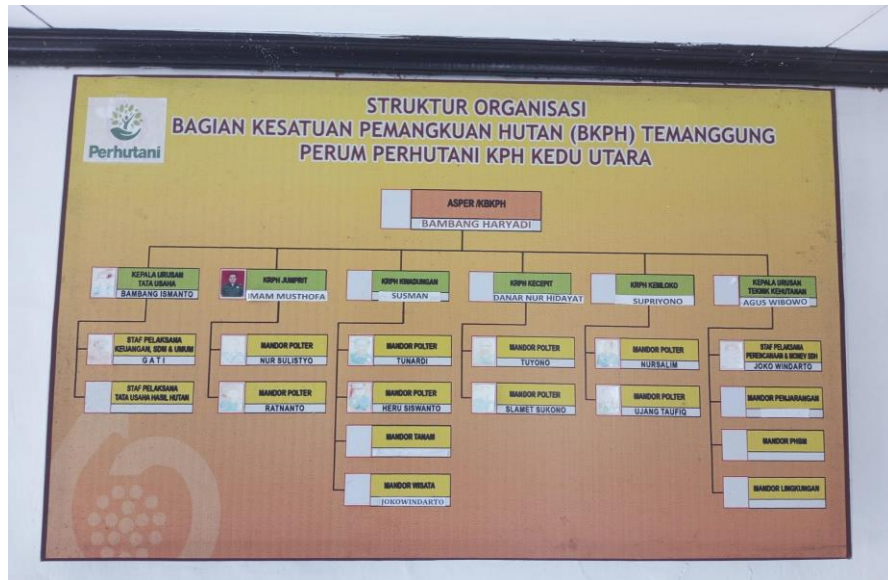 Perhutani
STRUKTUR ORGANISASI
BAGIAN KESATUAN PEMANGKUAN HUTAN (BKPH) TEMANGGUNG
PERUM PERHUTANI KPH KEDU UTARA
ASPER /KBKPH
BAMBANG HARYADI
KEPALA URUSAN
TATA USAHA
BAMBANG ISMANTO
STAF PELAKSANA
KEUANGAN, SDM & UMUM
G A T I
STAF PELAKSANA
TATA USAHA HASIL HUTAN
KRPH JUMPRIT
IMAM MUSTHOFA
MANDOR POLTER
NUR SULISTYO
MANDOR POLTER
RATNANTO
KRPH KWADUNGAN
SUSMAN
MANDOR POLTER
TUNARDI
MANDOR POLTER
HERU SISWANTO
MANDOR TANAM
MANDOR WISATA
JOKOWINDARTO
KRPH KECEPIT
DANAR NUR HIDAYAT
MANDOR POLTER
TUYONO
MANDOR POLTER
SLAMET SUKONO
KRPH KEMLOKO
SUPRIYONO
MANDOR POLTER
NURSALIM
MANDOR POLTER
UJANG TAUFIQ
KEPALA URUSAN
TEKNIK KEHUTANAN
AGUS WIBOWO
STAF PELAKSANA
PERENCANAAN & MONEV SDH
JOKO WINDARTO
MANDOR PENJARANGAN
MANDOR PHBM
MANDOR LINGKUNGAN